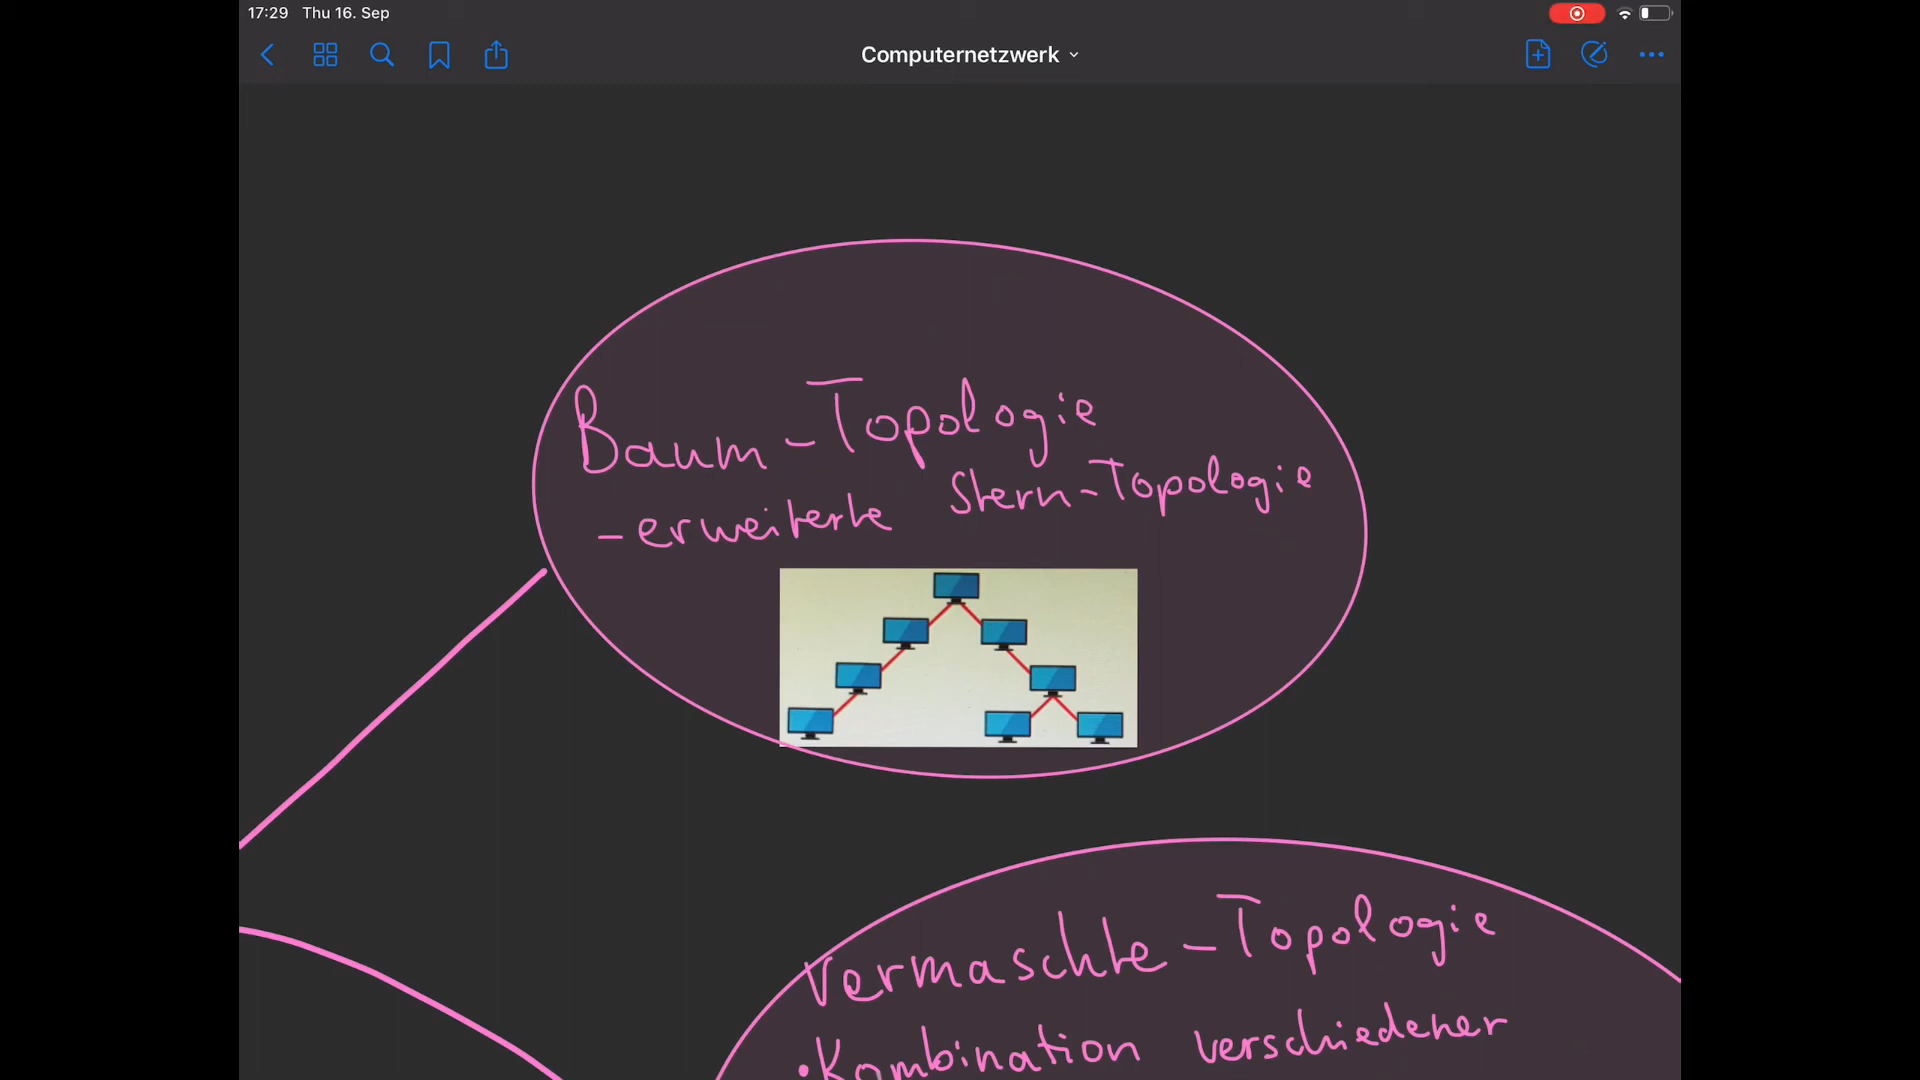 17:29 Thu 16. Sep
Computernetzwerk
Baum-Topologie
- erweiterte Stern-Topologie
Vermaschte-Topologie
• Kombination verschiedener